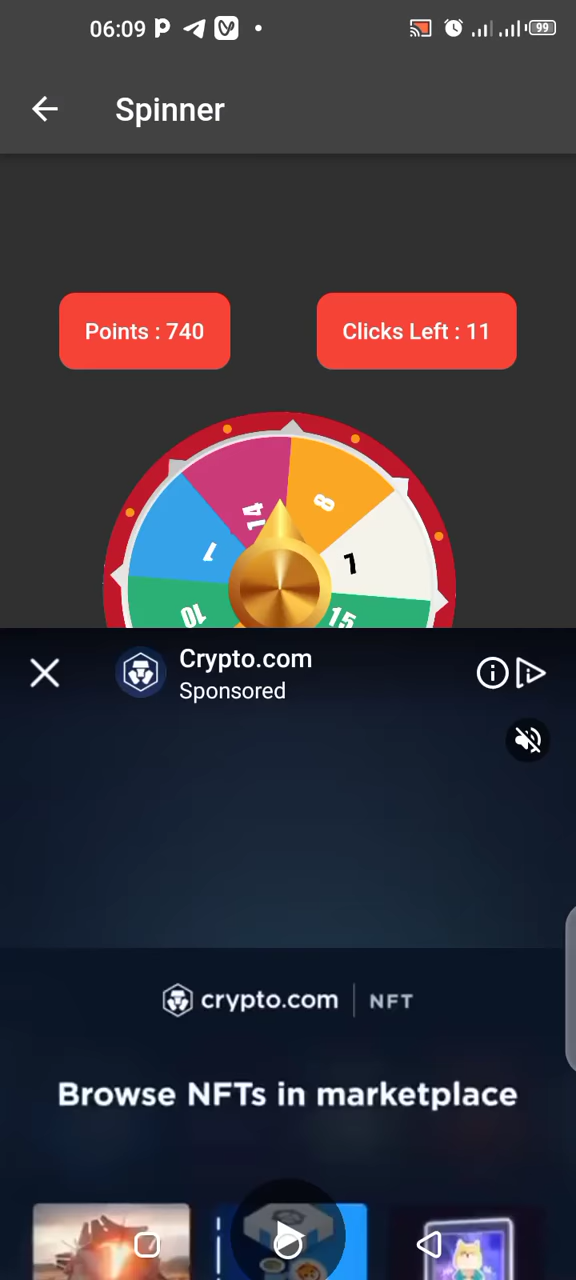 06:09
99
Spinner
Points : 740
Clicks Left : 11
14
8
1
7
10
15
Crypto.com
Sponsored
crypto.com | NFT
Browse NFTs in marketplace